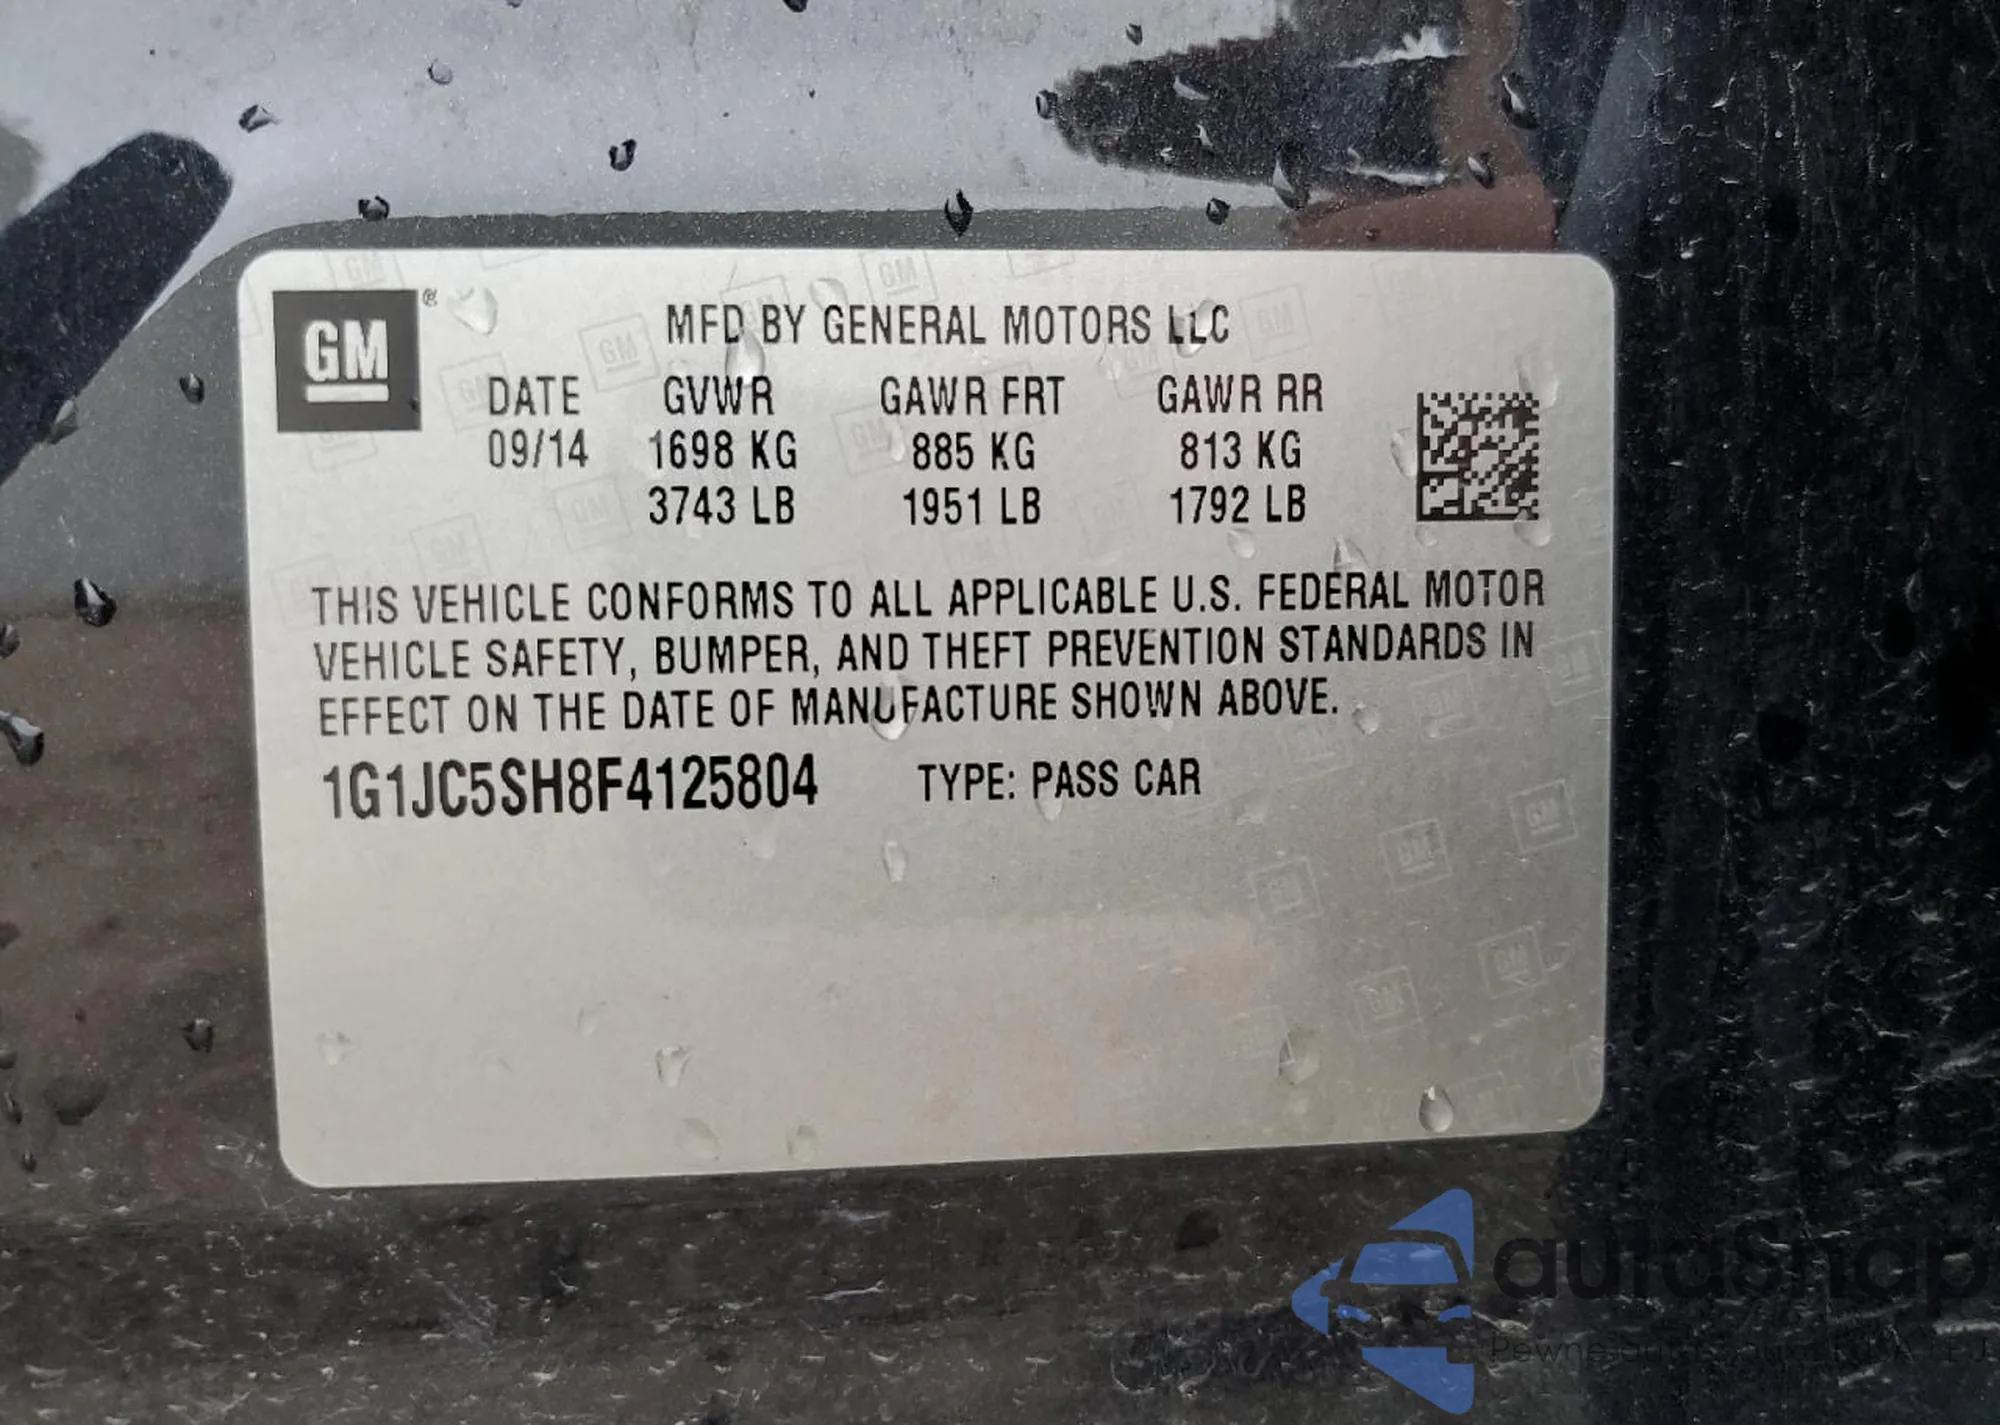 GM ®
MFD BY GENERAL MOTORS LLC
DATE GVWR GAWR FRT GAWR RR
09/14 1698 KG 885 KG 813 KG
3743 LB 1951 LB 1792 LB
THIS VEHICLE CONFORMS TO ALL APPLICABLE U.S. FEDERAL MOTOR
VEHICLE SAFETY, BUMPER, AND THEFT PREVENTION STANDARDS IN
EFFECT ON THE DATE OF MANUFACTURE SHOWN ABOVE.
1G1JC5SH8F4125804 TYPE: PASS CAR